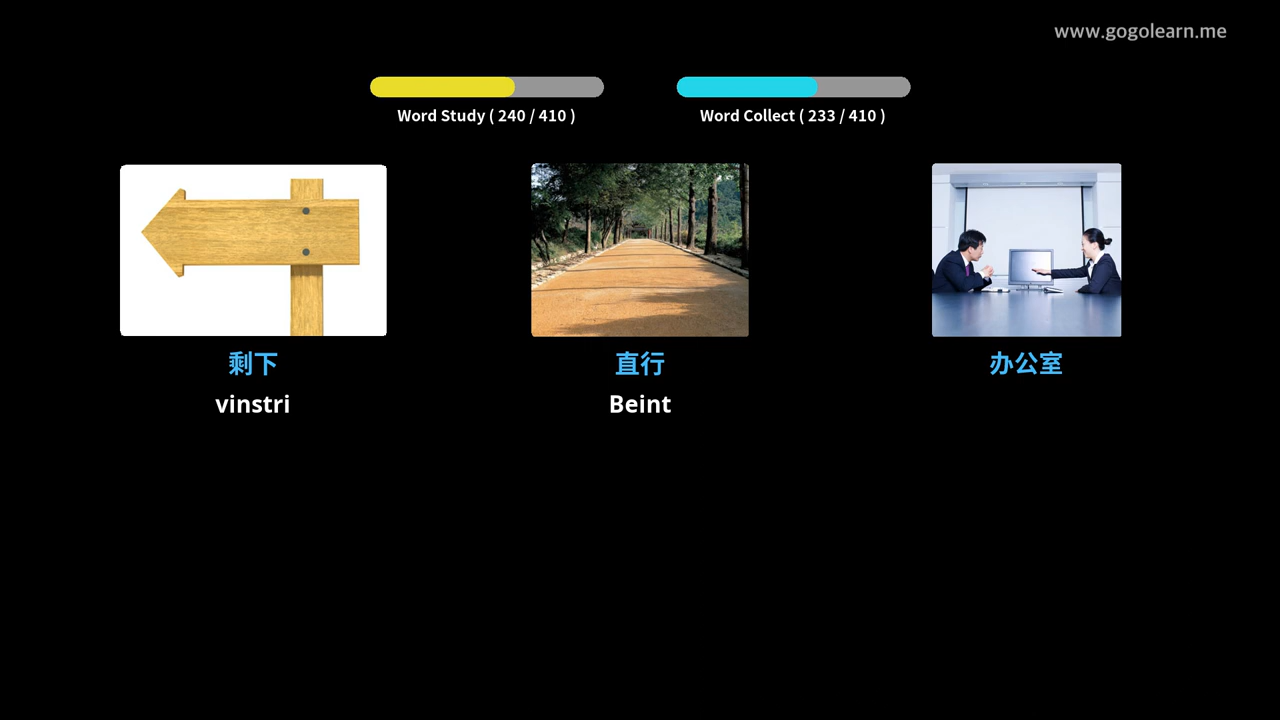 www.gogolearn.me
Word Study ( 240 / 410 )
Word Collect ( 233 / 410 )
剩下
直行
办公室
vinstri
Beint